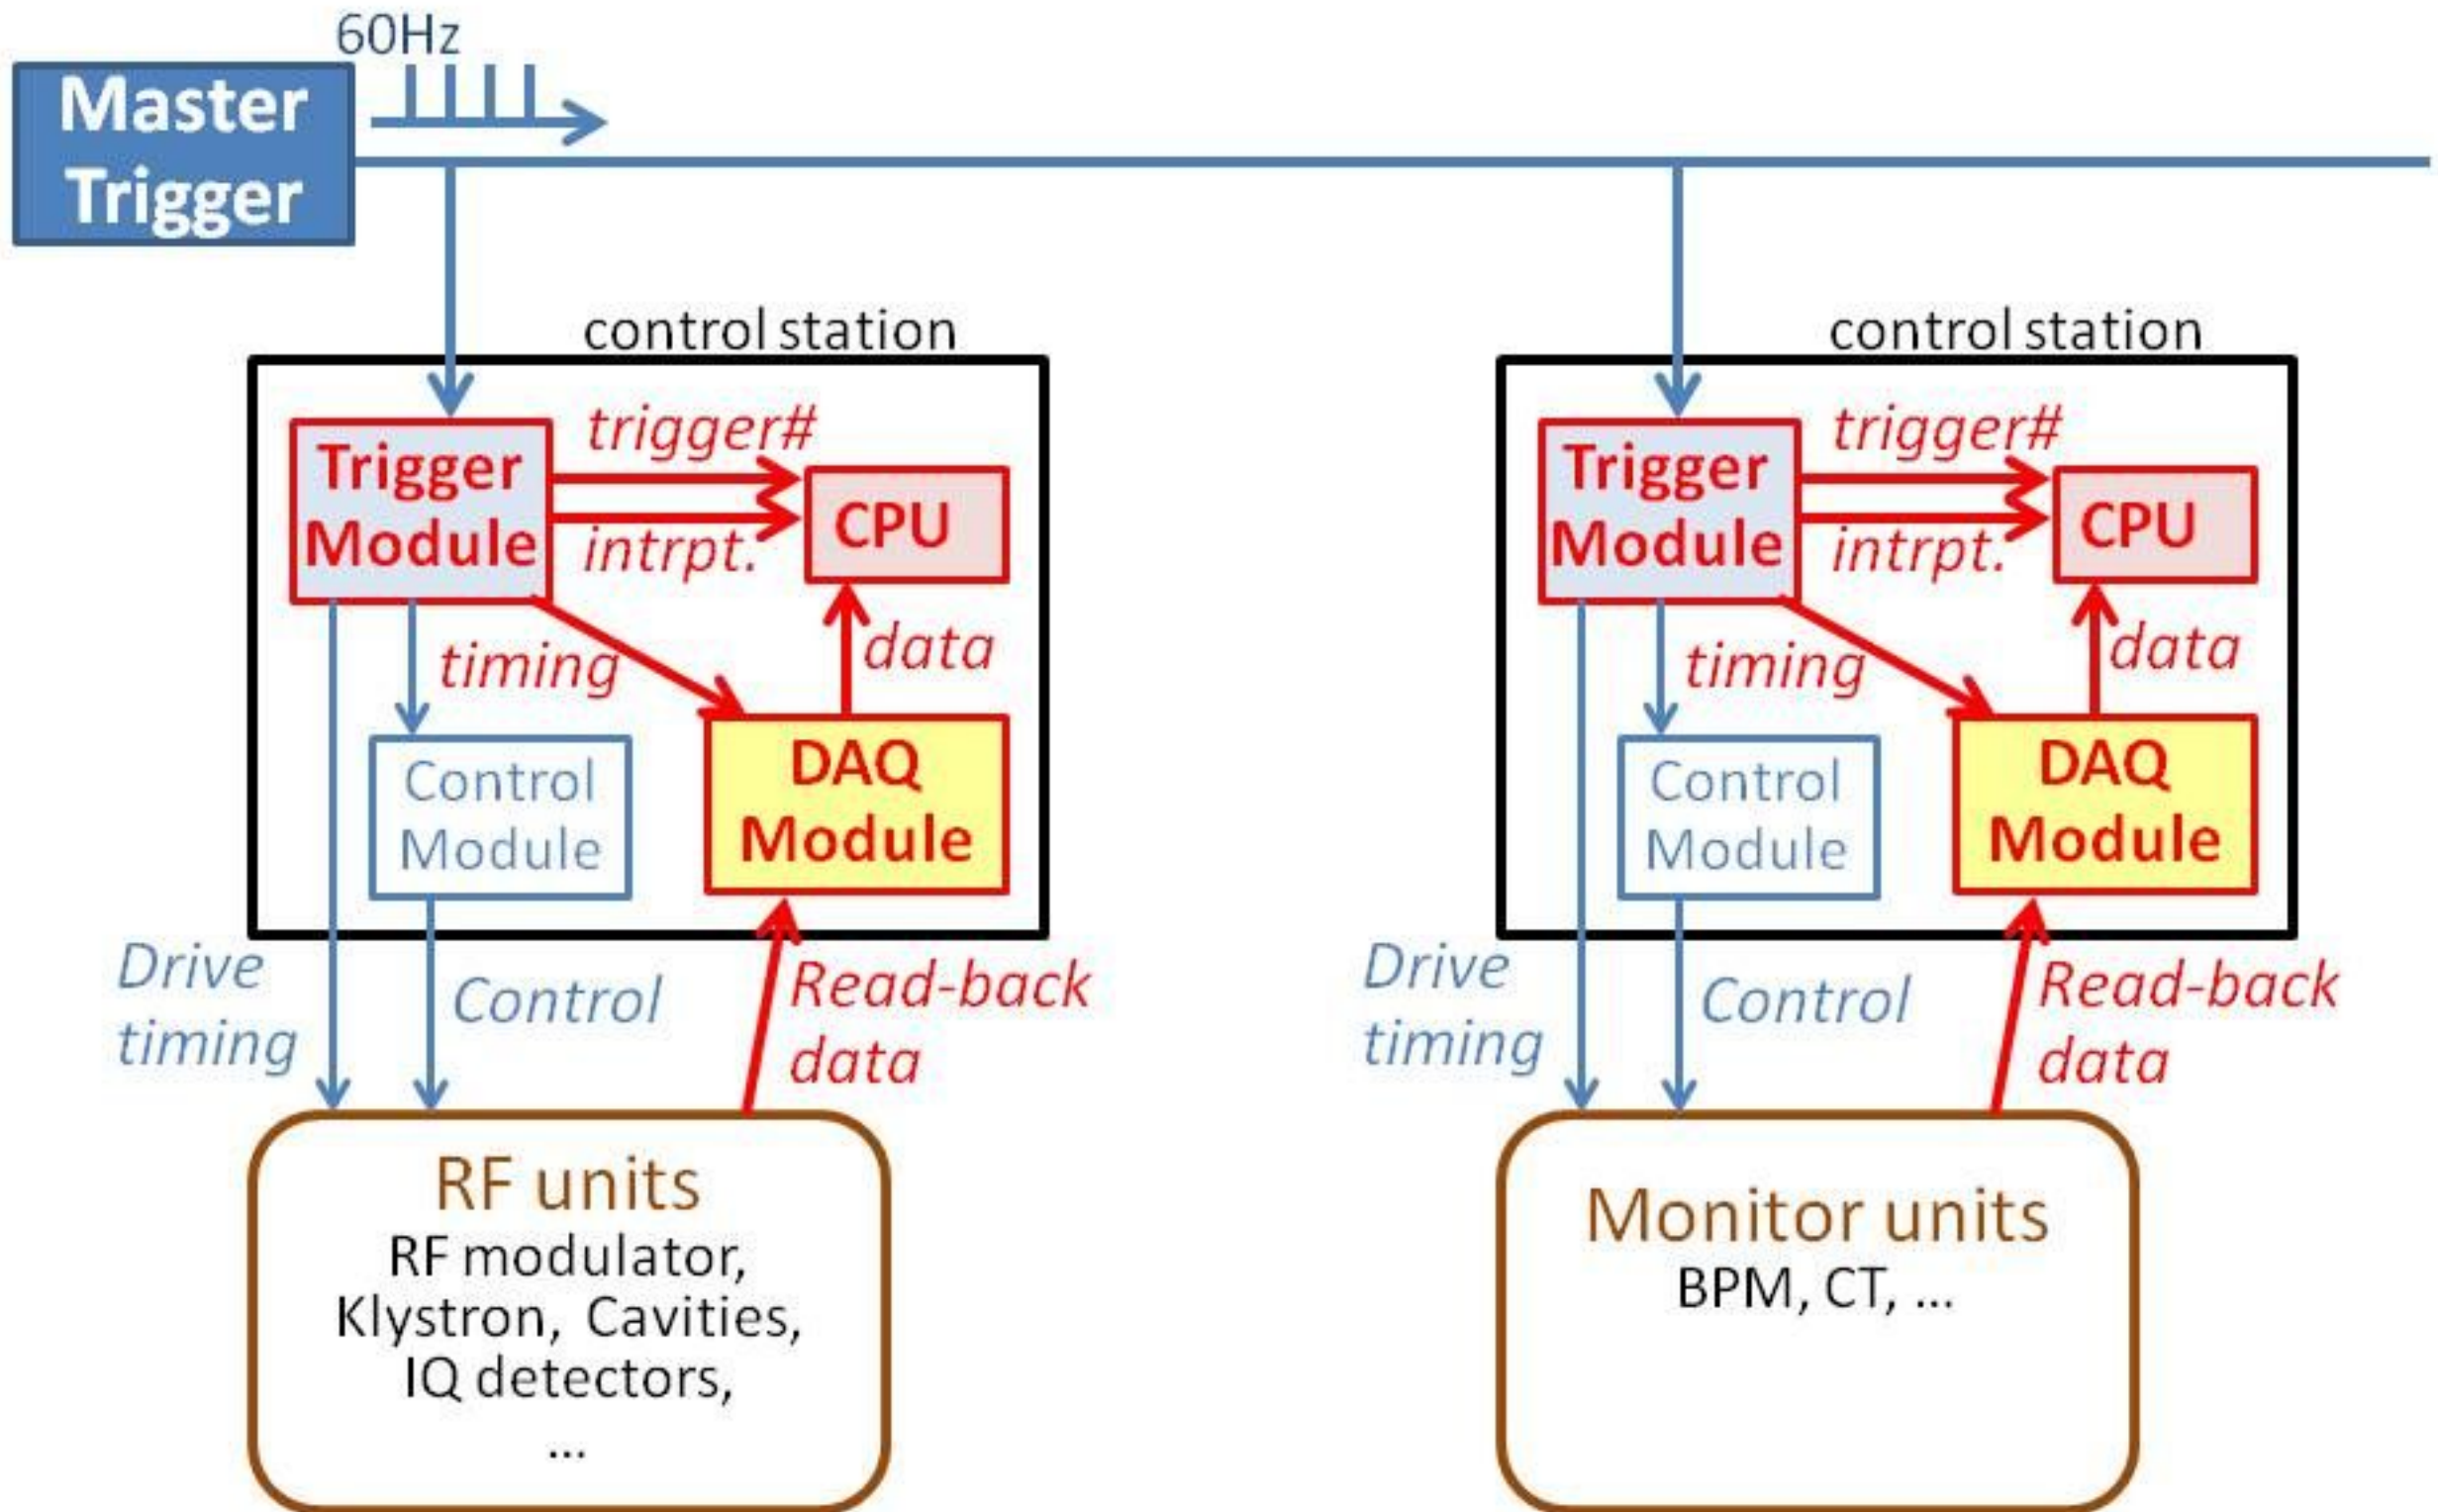 60Hz
Master
Trigger
control station
Trigger
Module
trigger#
intrpt.
CPU
timing
data
Control
Module
DAQ
Module
Drive
timing
Control
Read-back
data
RF units
RF modulator,
Klystron, Cavities,
IQ detectors,
...
control station
Trigger
Module
trigger#
intrpt.
CPU
timing
data
Control
Module
DAQ
Module
Drive
timing
Control
Read-back
data
Monitor units
BPM, CT, ...